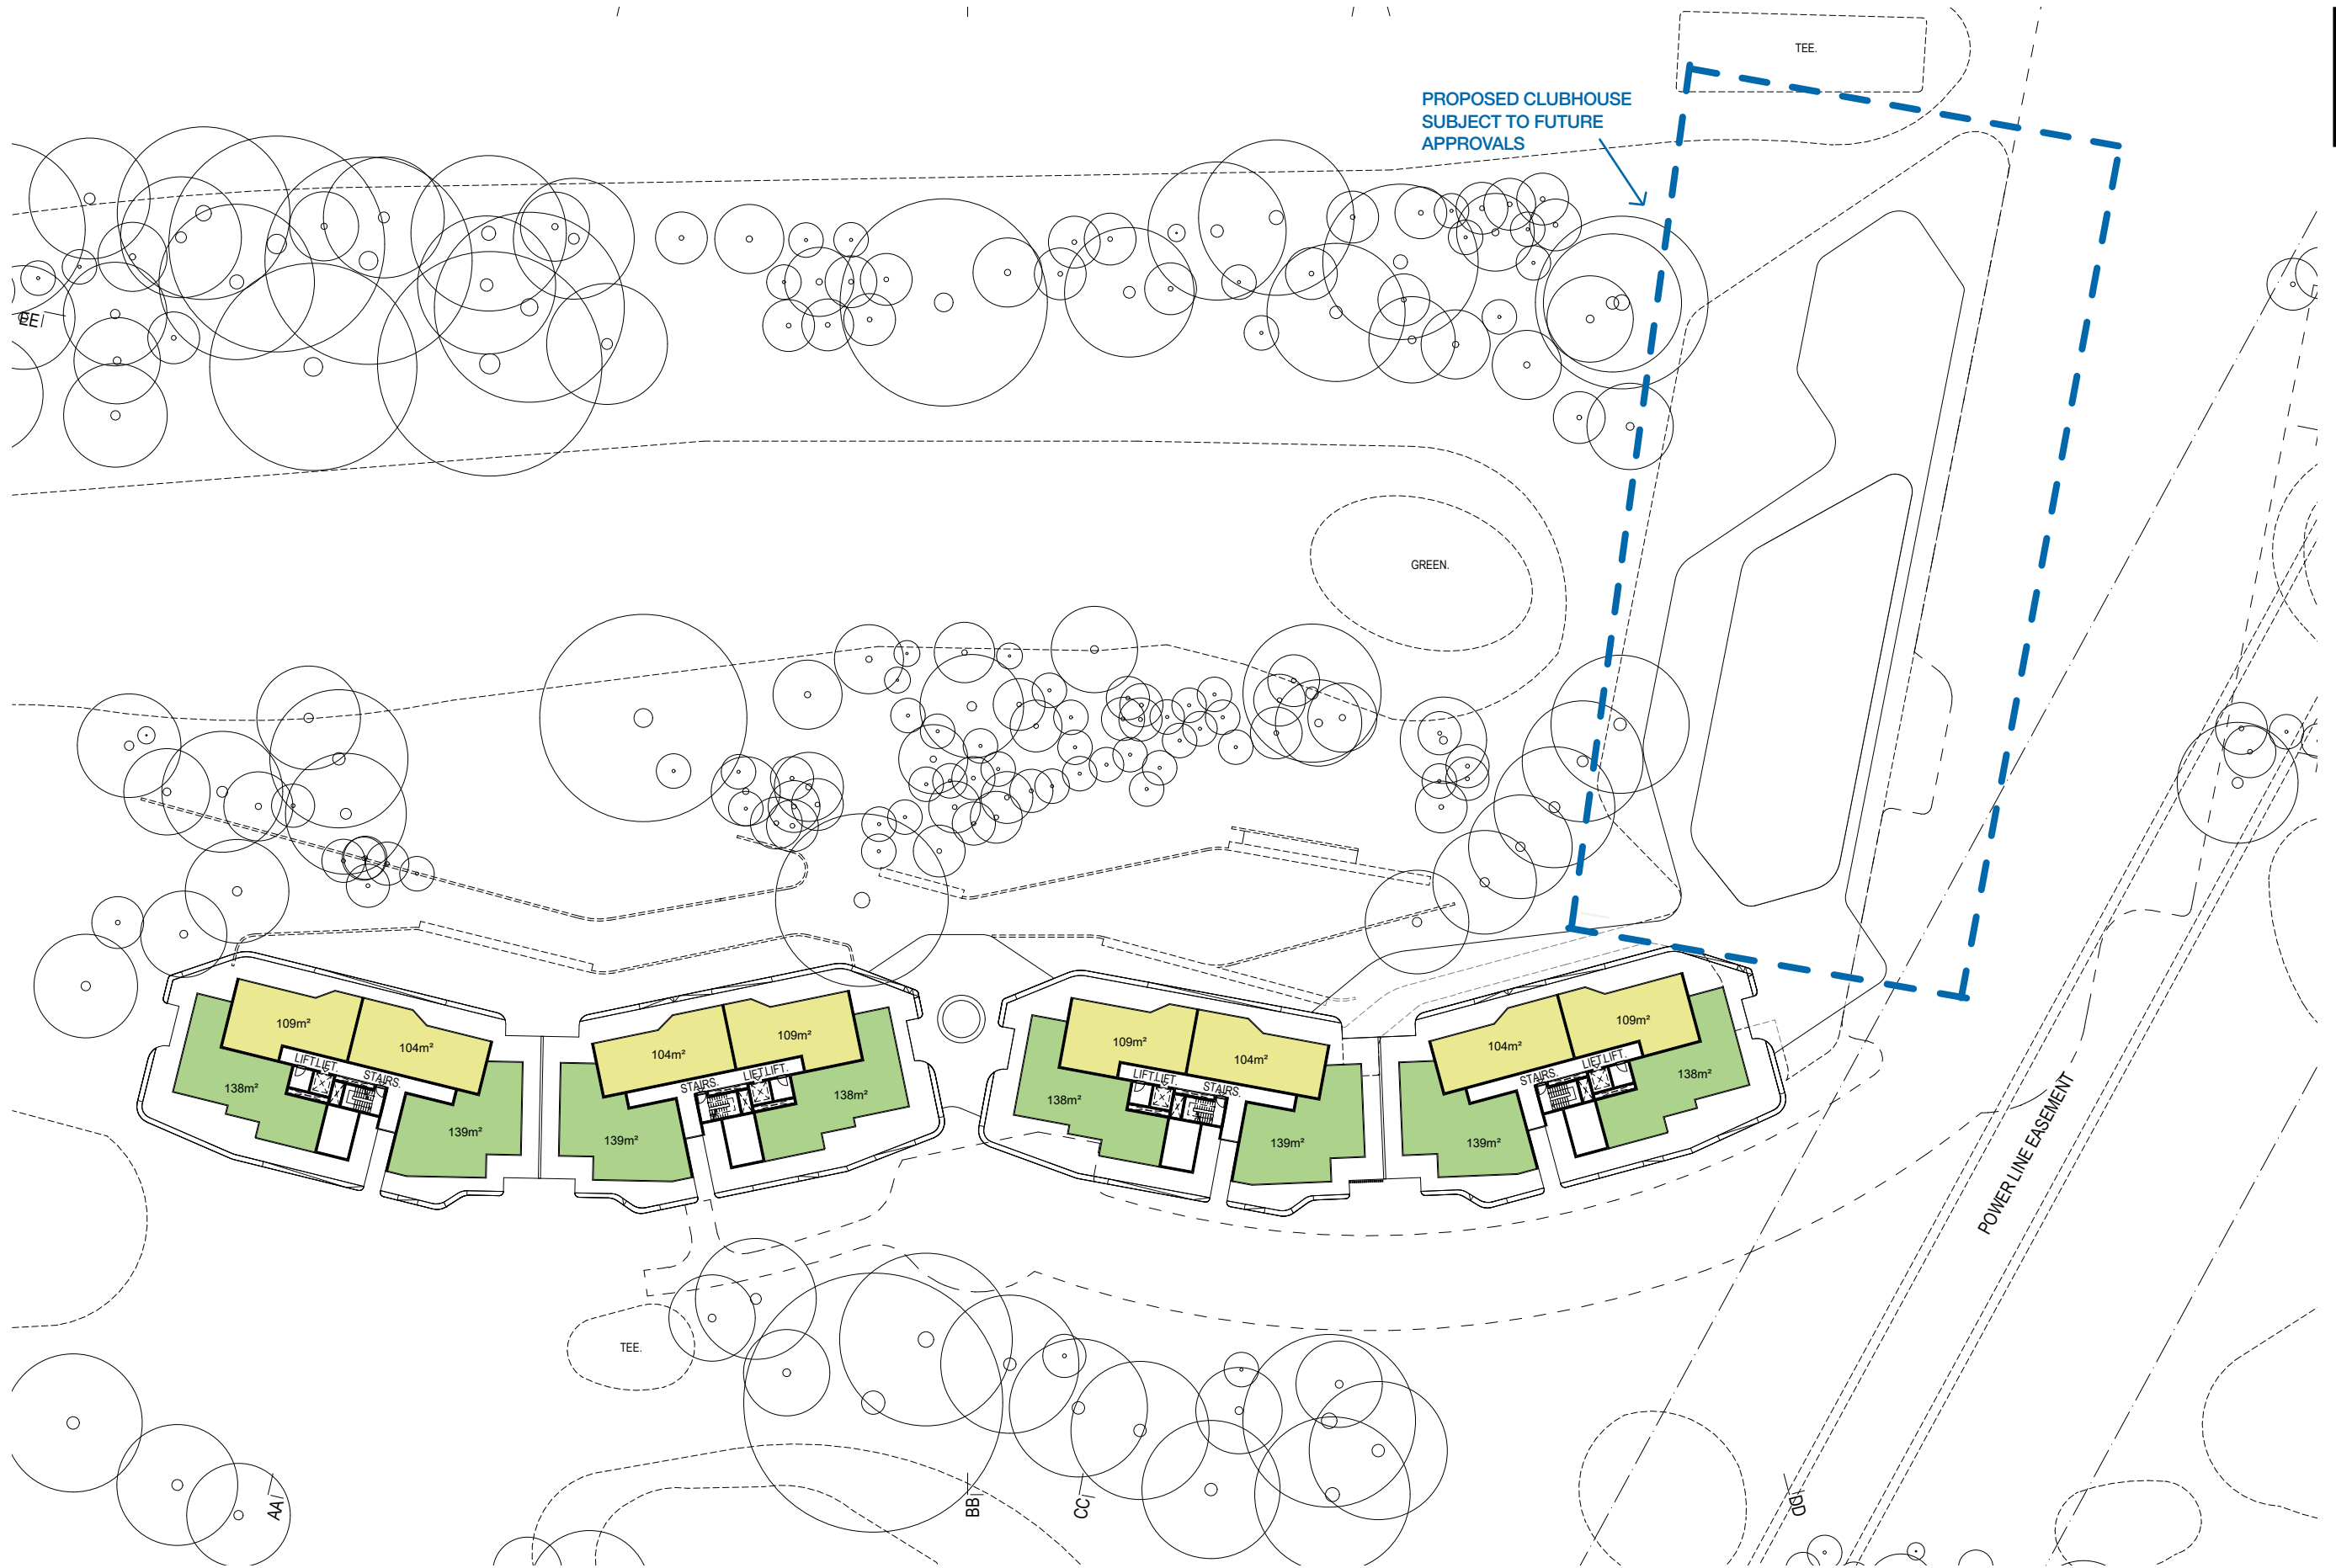 TEE.
PROPOSED CLUBHOUSE
SUBJECT TO FUTURE
APPROVALS
EE
GREEN.
109m²
104m²
LIFT LIFT.
STAIRS.
138m²
139m²
104m²
109m²
STAIRS.
LIFT LIFT.
138m²
139m²
109m²
104m²
LIFT LIFT.
STAIRS.
138m²
139m²
104m²
109m²
STAIRS.
LIFT LIFT.
138m²
139m²
POWER LINE EASEMENT
TEE.
AA
BB
CC
DD